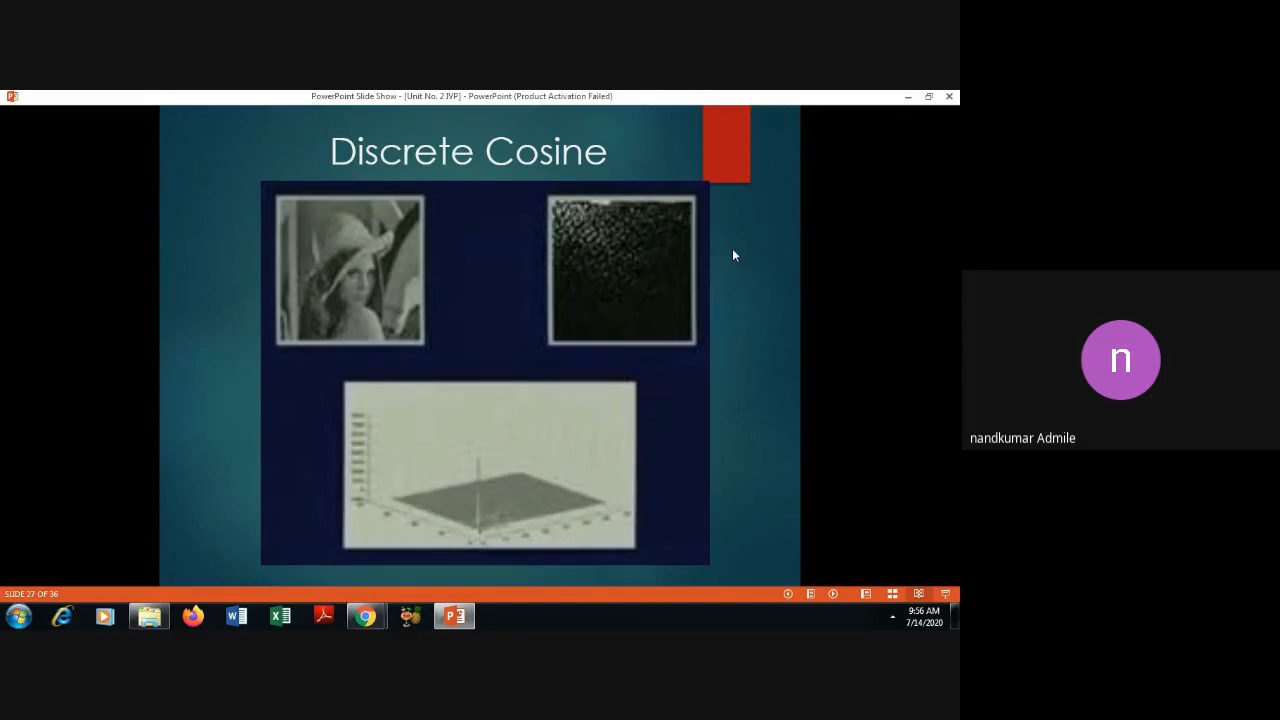 PowerPoint Slide Show - [Unit No. 2 IVP] - PowerPoint (Product Activation Failed)
Discrete Cosine
n
nandkumar Admile
SLIDE 27 OF 36
9:56 AM
7/14/2020